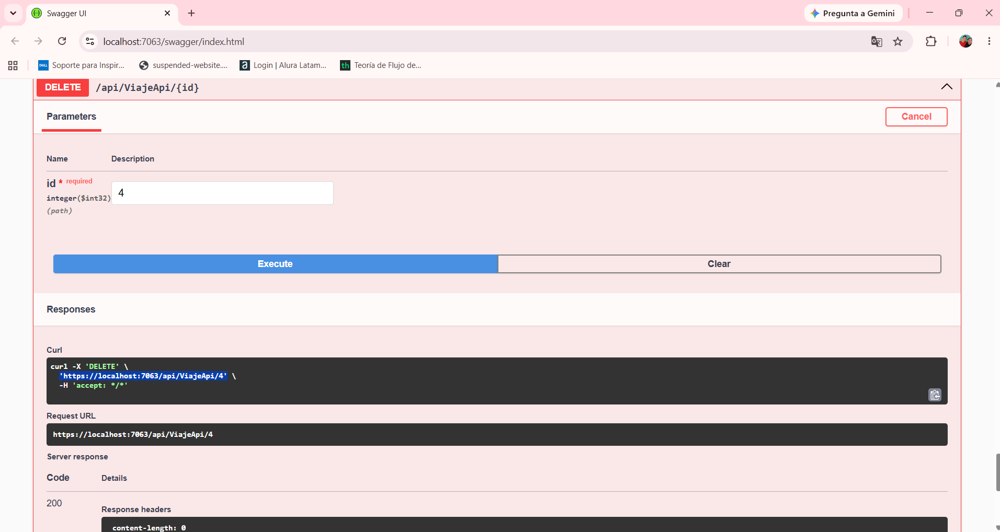 Swagger UI
Pregunta a Gemini
localhost:7063/swagger/index.html
DELL Soporte para Inspir...
suspended-website....
a Login | Alura Latam...
th Teoría de Flujo de...
DELETE /api/ViajeApi/{id}
Parameters
Cancel
Name Description
id * required
integer($int32)
(path)
4
Execute
Clear
Responses
Curl
curl -X 'DELETE' \
'https://localhost:7063/api/ViajeApi/4' \
-H 'accept: */*'
Request URL
https://localhost:7063/api/ViajeApi/4
Server response
Code Details
200
Response headers
content-length: 0